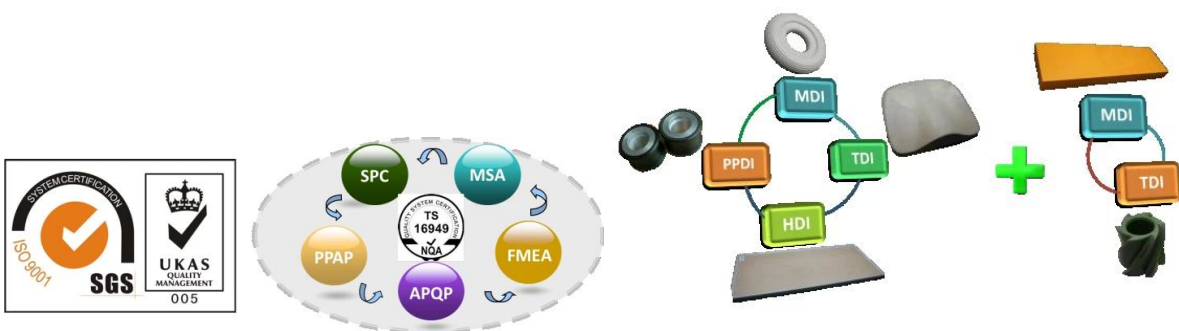 SYSTEM CERTIFICATION
ISO 9001
SGS
UKAS
QUALITY
MANAGEMENT
005
SPC
MSA
PPAP
FMEA
APQP
QUALITY SYSTEM CERTIFICATION
TS
16949
NQA
MDI
PPDI
TDI
HDI
MDI
TDI